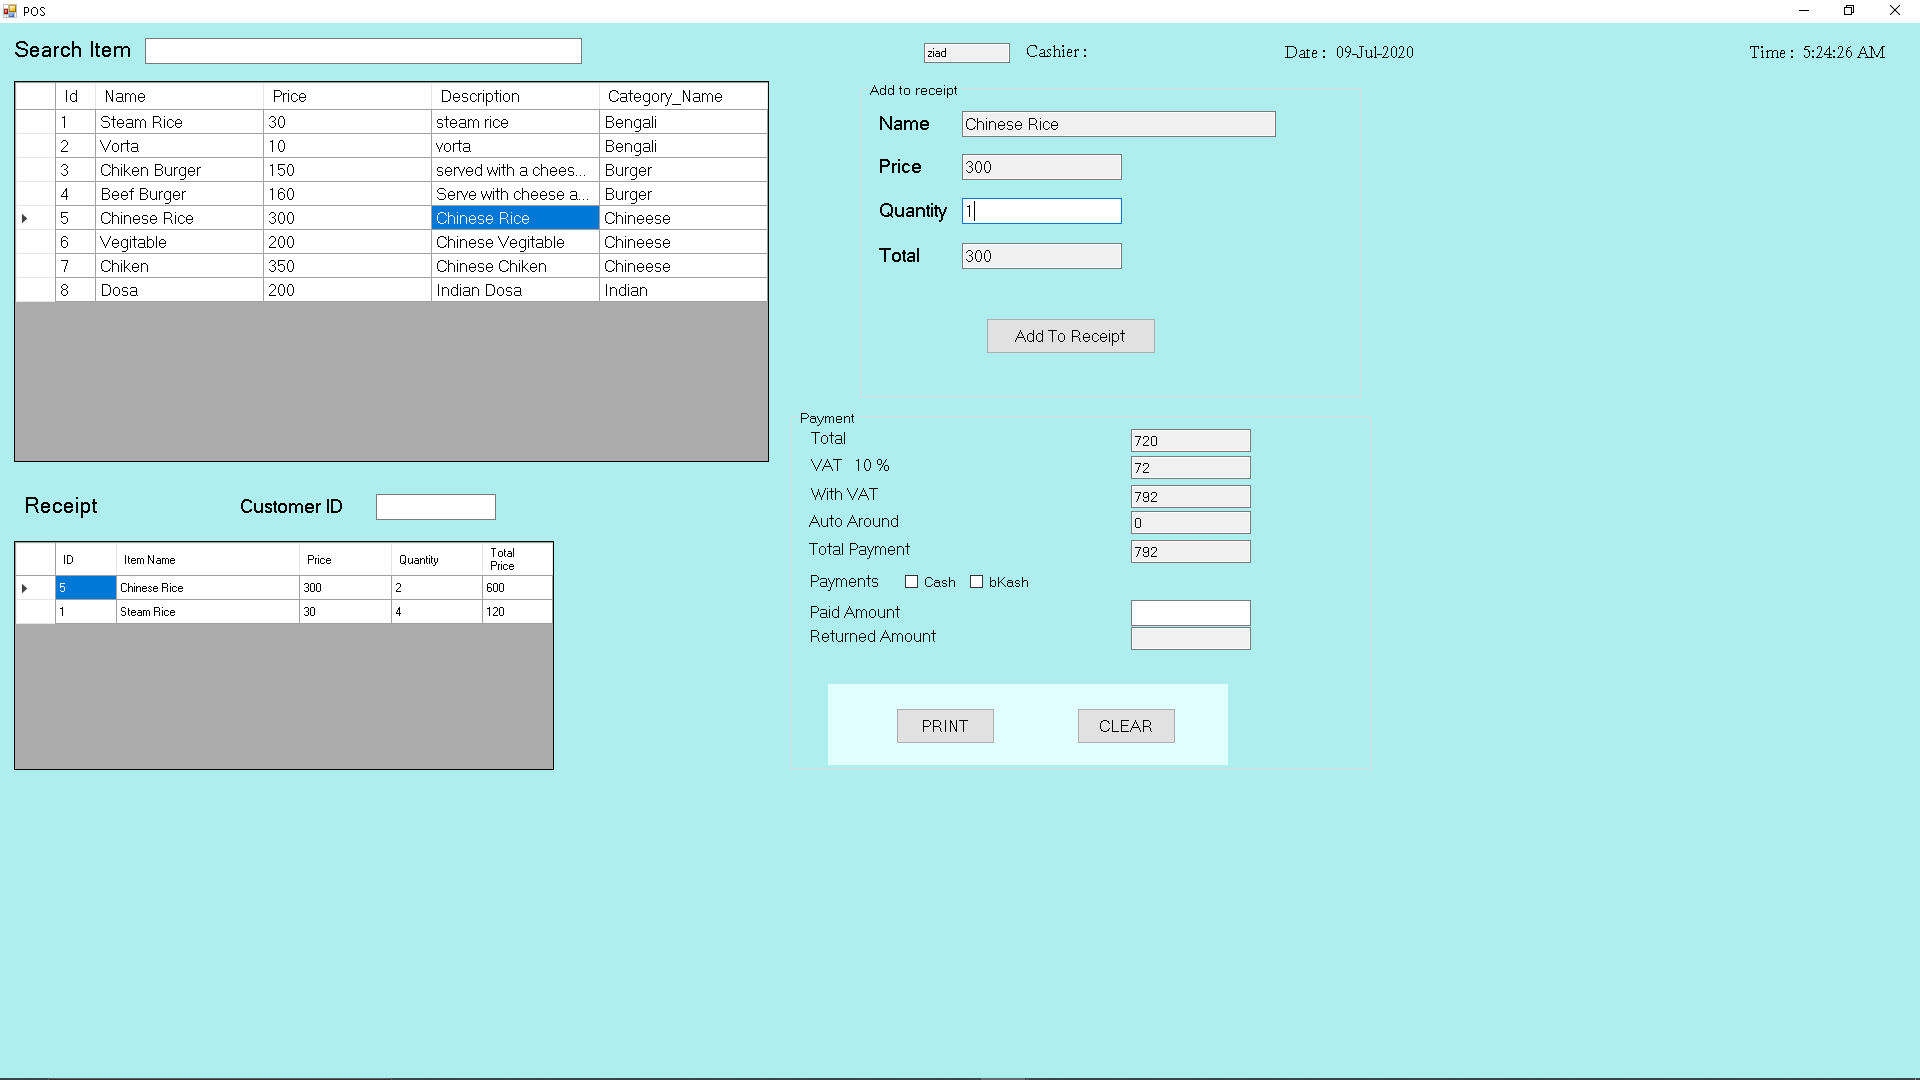 POS
Search Item
ziad Cashier : Date : 09-Jul-2020 Time : 5:24:26 AM
Id Name Price Description Category_Name
1 Steam Rice 30 steam rice Bengali
2 Vorta 10 vorta Bengali
3 Chiken Burger 150 served with a chees... Burger
4 Beef Burger 160 Serve with cheese a... Burger
5 Chinese Rice 300 Chinese Rice Chineese
6 Vegitable 200 Chinese Vegitable Chineese
7 Chiken 350 Chinese Chiken Chineese
8 Dosa 200 Indian Dosa Indian
Add to receipt
Name Chinese Rice
Price 300
Quantity 1
Total 300
Add To Receipt
Receipt Customer ID
ID Item Name Price Quantity Total Price
5 Chinese Rice 300 2 600
1 Steam Rice 30 4 120
Payment
Total 720
VAT 10 % 72
With VAT 792
Auto Around 0
Total Payment 792
Payments Cash bKash
Paid Amount
Returned Amount
PRINT CLEAR